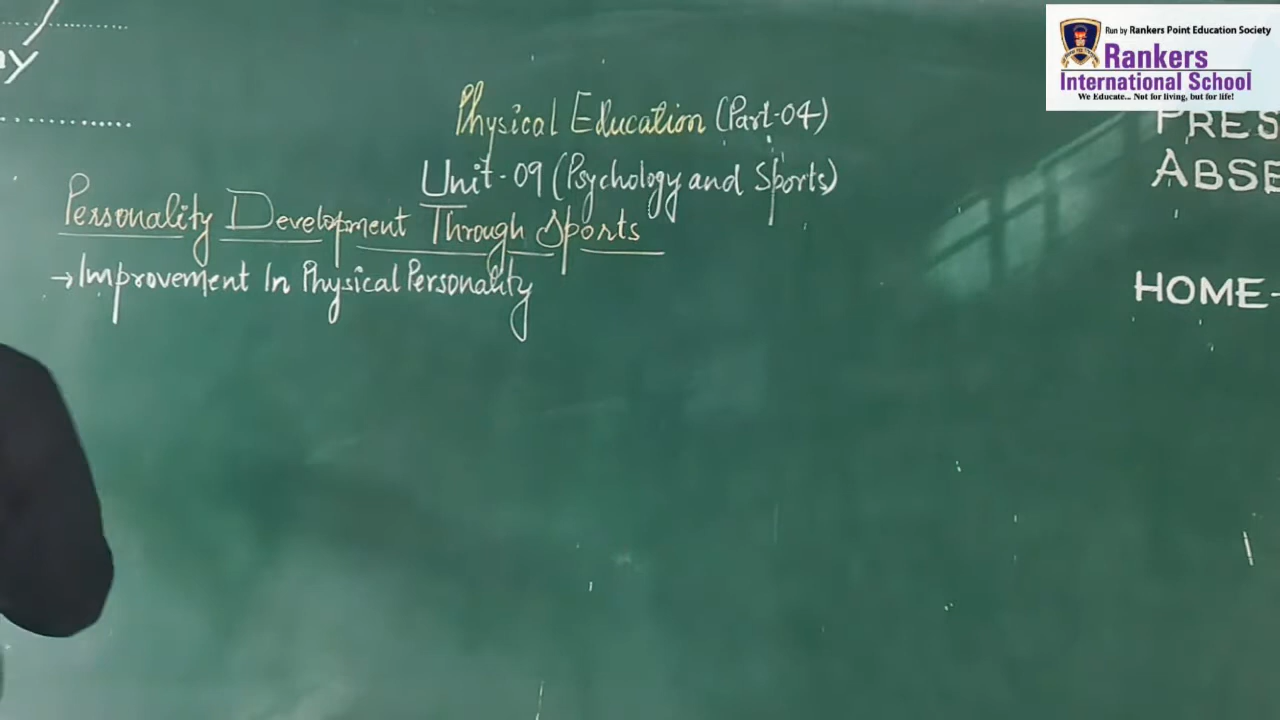 Run by Rankers Point Education Society
Rankers
International School
We Educate... Not for living, but for life!
Physical Education (Part-04)
Unit-09 (Psychology and Sports)
Personality Development Through Sports
→Improvement In Physical Personality
PRES
ABSE
HOME-